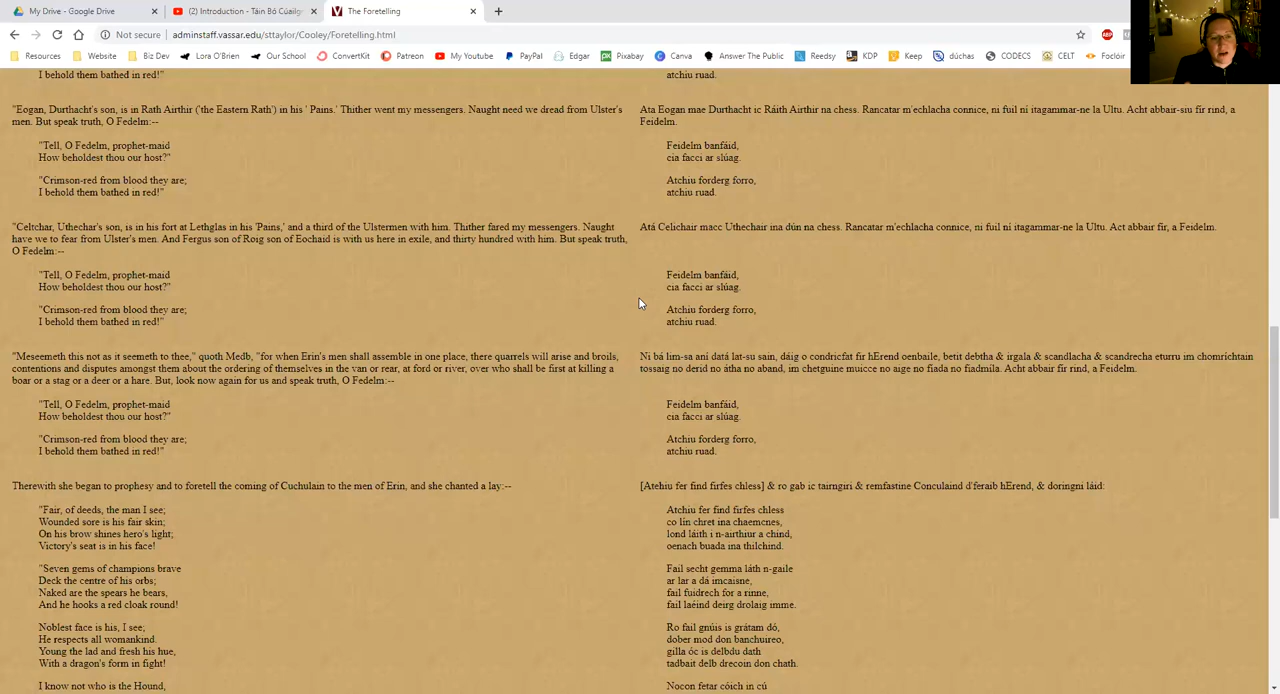 My Drive - Google Drive
(2) Introduction - Táin Bó Cúailg
The Foretelling
Not secure
adminstaff.vassar.edu/sttaylor/Cooley/Foretelling.html
Resources
Website
Biz Dev
Lora O'Brien
Our School
ConvertKit
Patreon
My Youtube
PayPal
Edgar
Pixabay
Canva
Answer The Public
Reedsy
KDP
Keep
dúchas
CODECS
CELT
Foclóir
I behold them bathed in red!"
"Eogan, Durthacht's son, is in Rath Airthir ('the Eastern Rath') in his ' Pains.' Thither went my messengers. Naught need we dread from Ulster's
men. But speak truth, O Fedelm:--
"Tell, O Fedelm, prophet-maid
How beholdest thou our host?"
"Crimson-red from blood they are;
I behold them bathed in red!"
"Celtchar, Uthechar's son, is in his fort at Lethglas in his 'Pains,' and a third of the Ulstermen with him. Thither fared my messengers. Naught
have we to fear from Ulster's men. And Fergus son of Roig son of Eochaid is with us here in exile, and thirty hundred with him. But speak truth,
O Fedelm:--
"Tell, O Fedelm, prophet-maid
How beholdest thou our host?"
"Crimson-red from blood they are;
I behold them bathed in red!"
"Meseemeth this not as it seemeth to thee," quoth Medb, "for when Erin's men shall assemble in one place, there quarrels will arise and broils,
contentions and disputes amongst them about the ordering of themselves in the van or rear, at ford or river, over who shall be first at killing a
boar or a stag or a deer or a hare. But, look now again for us and speak truth, O Fedelm:--
"Tell, O Fedelm, prophet-maid
How beholdest thou our host?"
"Crimson-red from blood they are;
I behold them bathed in red!"
Therewith she began to prophesy and to foretell the coming of Cuchulain to the men of Erin, and she chanted a lay:--
"Fair, of deeds, the man I see;
Wounded sore is his fair skin;
On his brow shines hero's light;
Victory's seat is in his face!
"Seven gems of champions brave
Deck the centre of his orbs;
Naked are the spears he bears,
And he hooks a red cloak round!
Noblest face is his, I see;
He respects all womankind.
Young the lad and fresh his hue,
With a dragon's form in fight!
I know not who is the Hound,
atchiu ruad.
Ata Eogan mae Durthacht ic Ráith Airthir na chess. Rancatar m'echlacha connice, ni fuil ní itagammar-ne la Ultu. Acht abbair-siu fír rind, a
Feidelm.
Feidelm banfáid,
cia facci ar slúag.
Atchiu forderg forro,
atchiu ruad.
Atá Celichair macc Uthechair ina dún na chess. Rancatar m'echlacha connice, ni fuil ní itagammar-ne la Ultu. Act abbair fír, a Feidelm.
Feidelm banfáid,
cia facci ar slúag.
Atchiu forderg forro,
atchiu ruad.
Ni bá lim-sa aní datá lat-su sain, dáig o condricfat fir hErend oenbaile, betit debtha & irgala & scandlacha & scandrecha eturru im chomríchtain
tossaig no derid no átha no aband, im chetguine muicce no aige no fiada no fiadmíla. Acht abbair fír rind, a Feidelm.
Feidelm banfáid,
cia facci ar slúag.
Atchiu forderg forro,
atchiu ruad.
[Atehiu fer find firfes chless] & ro gab ic tairngiri & remfastine Conculaind d'feraib hErend, & doringni láid:
Atchiu fer find firfes chless
co lin chret ina chaemcnes,
lond láith i n-airthiur a chind,
oenach buada ina thilchind.
Fail secht gemma láth n-gaile
ar lar a dá imcaisne,
fail fuidrech for a rinne,
fail laéind deirg drolaig imme.
Ro fail gnúis is grátam dó,
dober mod don banchuireo,
gilla óc is delbdu dath
tadbait delb drecoin don chath.
Nocon fetar cóich in cú